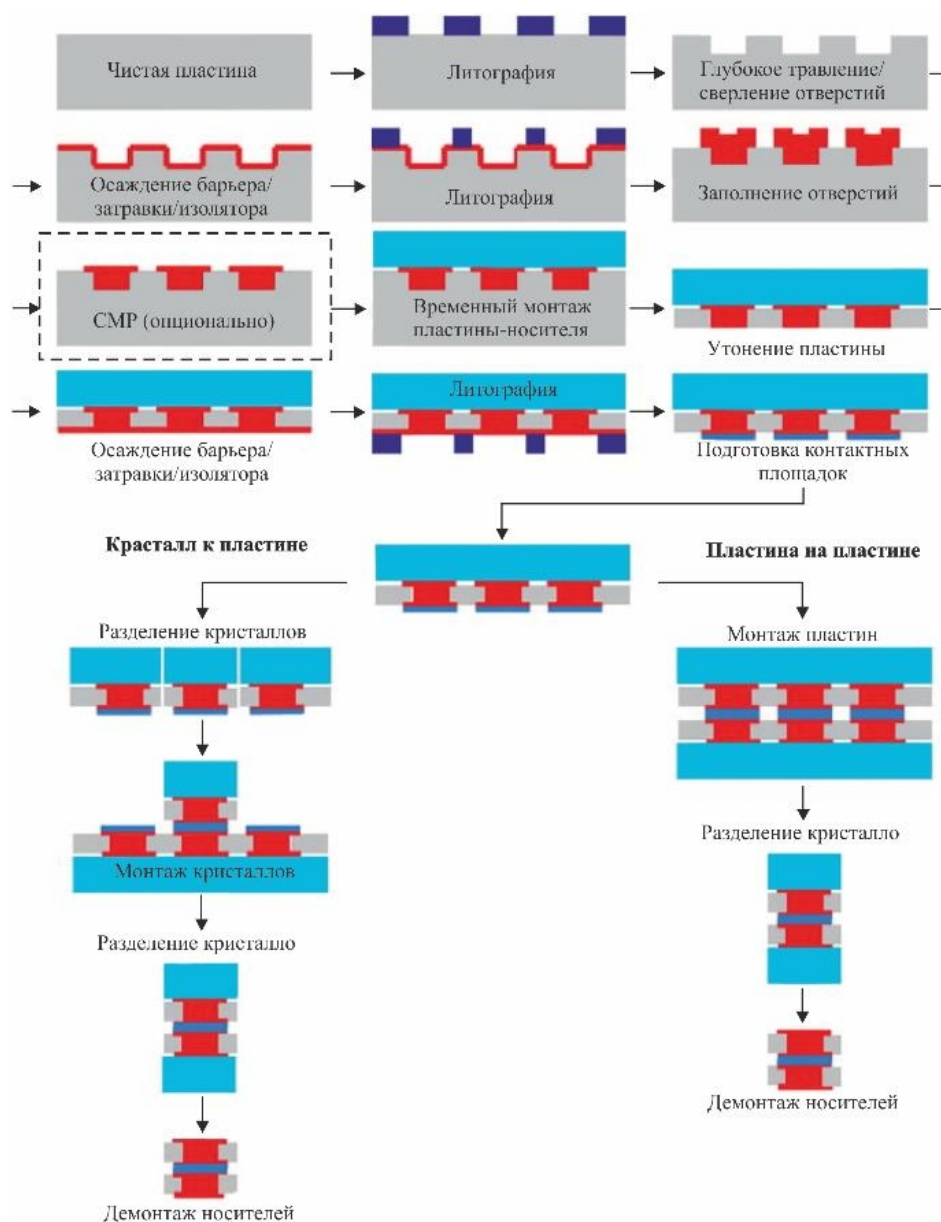 Чистая пластина
Литография
Глубокое травление/
сверление отверстий
Осаждение барьера/
затравки/изолятора
Литография
Заполнение отверстий
СМР (опционально)
Временный монтаж
пластины-носителя
Утонение пластины
Осаждение барьера/
затравки/изолятора
Литография
Подготовка контактных
площадок
Красталл к пластине
Пластина на пластине
Разделение кристаллов
Монтаж пластин
Монтаж кристаллов
Разделение кристалло
Разделение кристалло
Демонтаж носителей
Демонтаж носителей